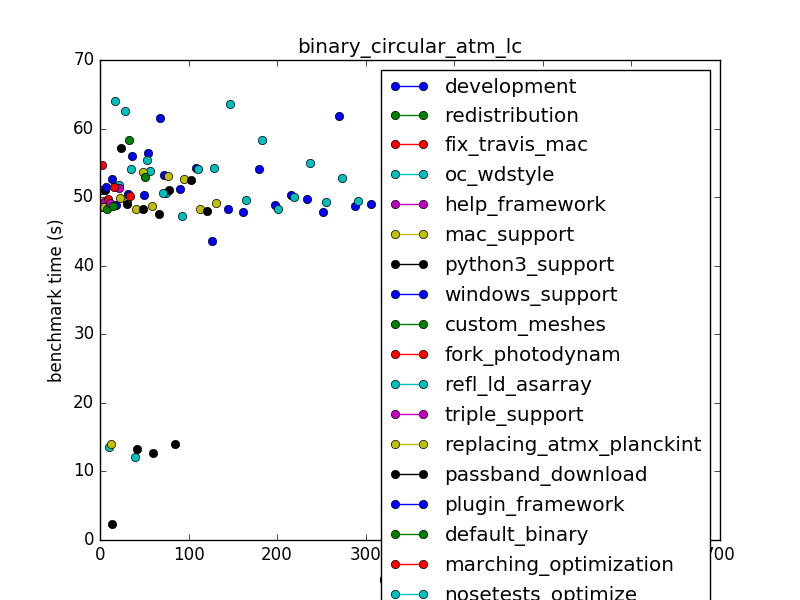 binary_circular_atm_lc
70
60
50
40
30
20
10
0
benchmark time (s)
0 100 200 300 700
development
redistribution
fix_travis_mac
oc_wdstyle
help_framework
mac_support
python3_support
windows_support
custom_meshes
fork_photodynam
refl_ld_asarray
triple_support
replacing_atmx_planckint
passband_download
plugin_framework
default_binary
marching_optimization
nosetests_optimize